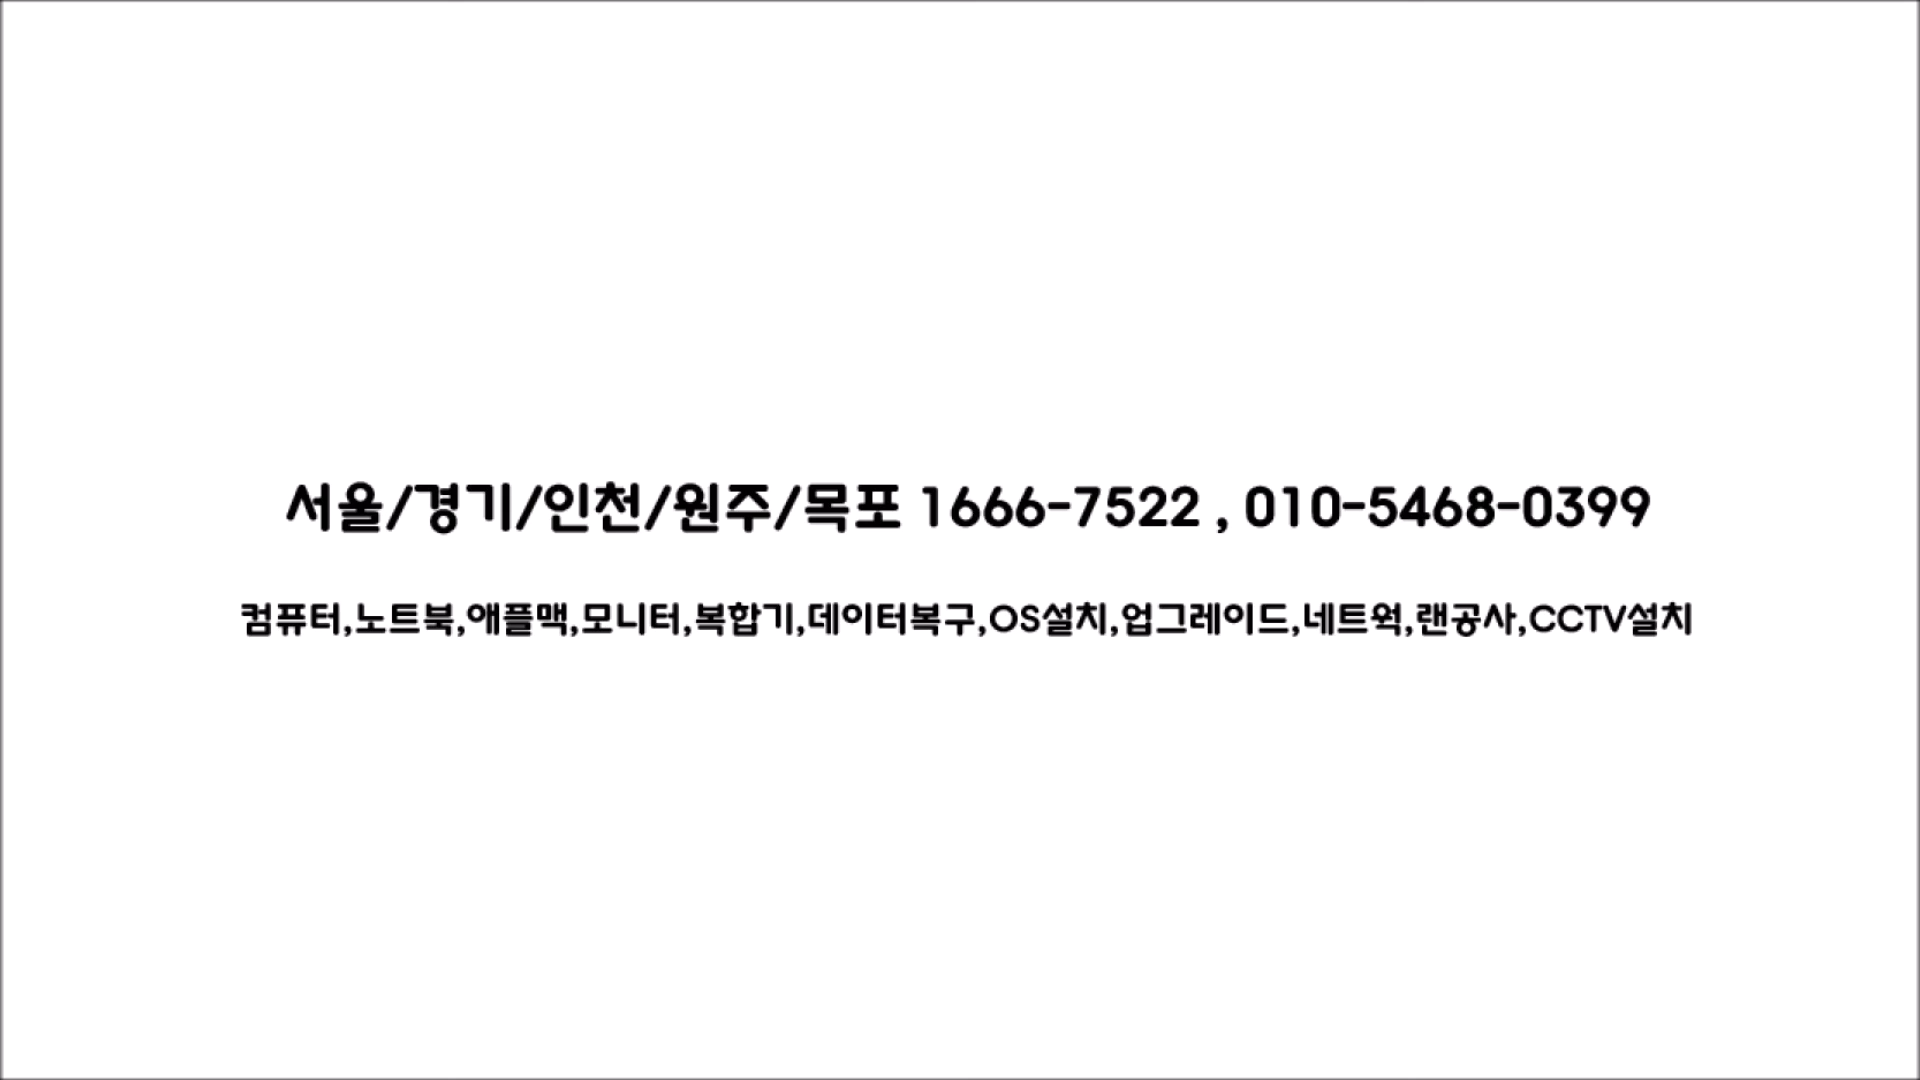 서울/경기/인천/원주/목포 1666-7522 , 010-5468-0399
컴퓨터,노트북,애플맥,모니터,복합기,데이터복구,OS설치,업그레이드,네트웍,랜공사,CCTV설치